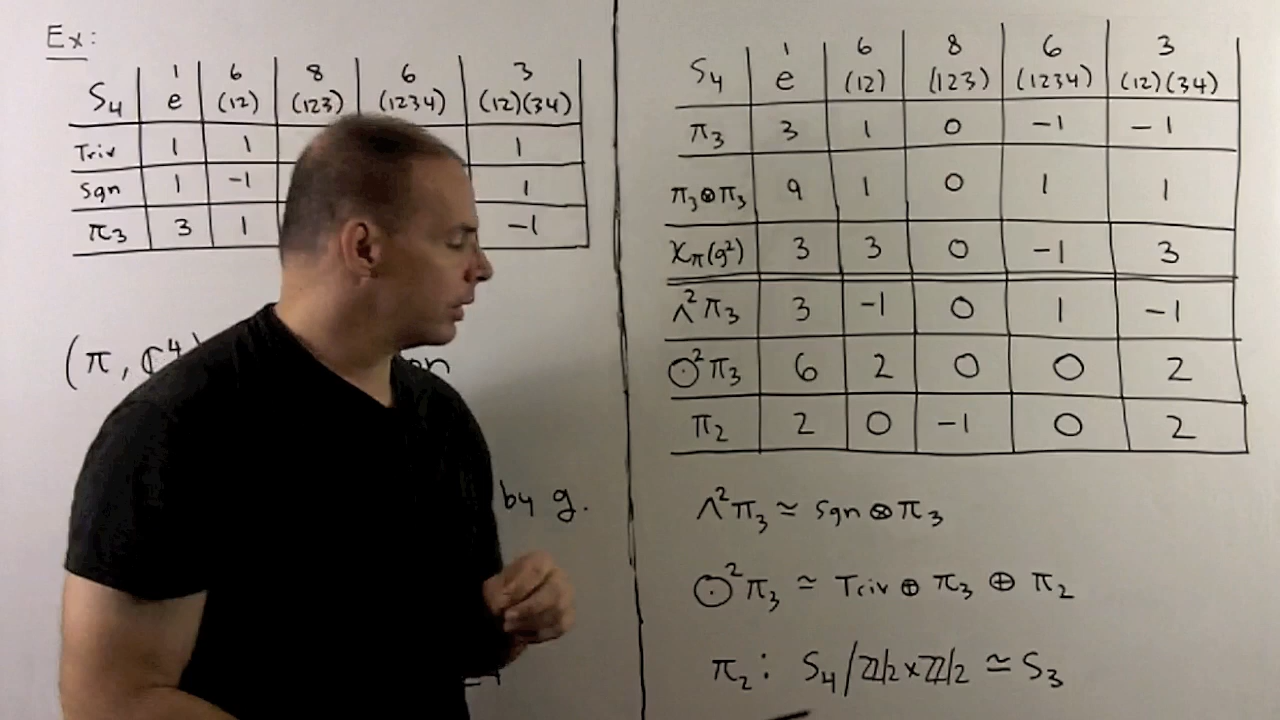 Ex:
1 6 8 6 3
S₄ e (12) (123) (1234) (12)(34)
Triv 1 1 1
Sgn 1 -1 1
π₃ 3 1 -1
(π, ℂ⁴) on
by g.
1 6 8 6 3
S₄ e (12) (123) (1234) (12)(34)
π₃ 3 1 0 -1 -1
π₃⊗π₃ 9 1 0 1 1
χ_π(g²) 3 3 0 -1 3
Λ²π₃ 3 -1 0 1 -1
⊙²π₃ 6 2 0 0 2
π₂ 2 0 -1 0 2
Λ²π₃ ≃ Sgn ⊗ π₃
⊙²π₃ ≃ Triv ⊕ π₃ ⊕ π₂
π₂: S₄/ℤ/2×ℤ/2 ≃ S₃